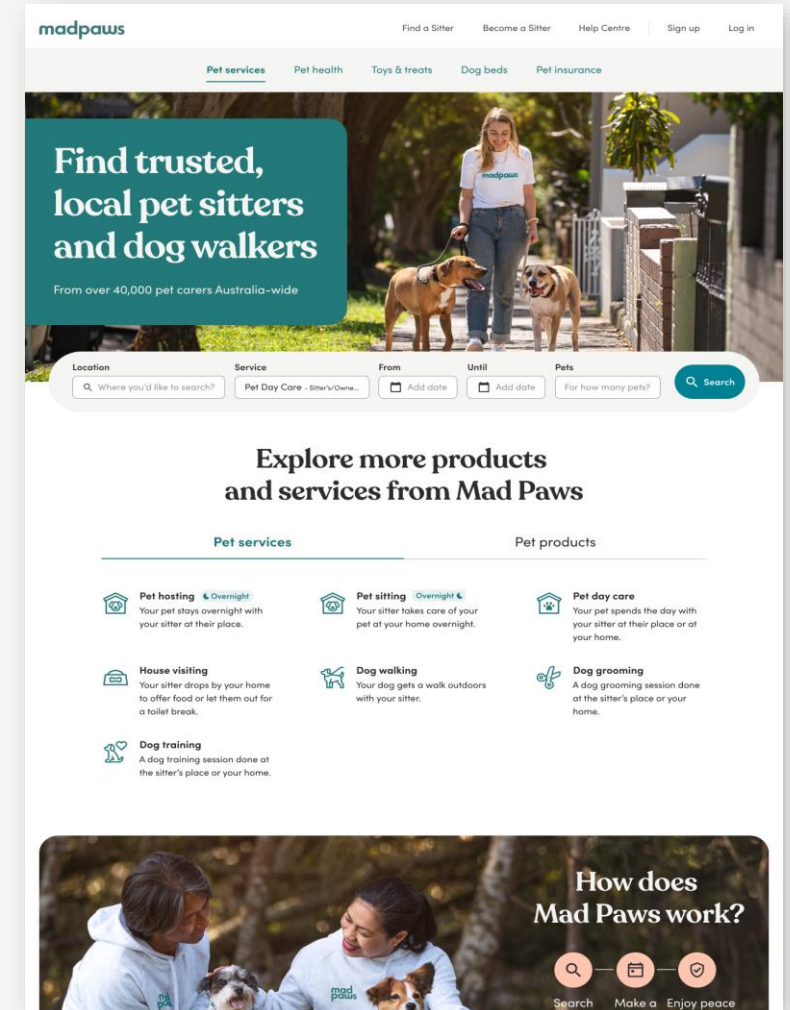 madpaws
Find a Sitter Become a Sitter Help Centre Sign up Log in
Pet services Pet health Toys & treats Dog beds Pet insurance
Find trusted,
local pet sitters
and dog walkers
From over 40,000 pet carers Australia-wide
madpaws
Location Service From Until Pets
Where you'd like to search? Pet Day Care - Sitter's/Owne... Add date Add date For how many pets? Search
Explore more products
and services from Mad Paws
Pet services Pet products
Pet hosting Overnight
Your pet stays overnight with
your sitter at their place.
Pet sitting Overnight
Your sitter takes care of your
pet at your home overnight.
Pet day care
Your pet spends the day with
your sitter at their place or at
your home.
House visiting
Your sitter drops by your home
to offer food or let them out for
a toilet break.
Dog walking
Your dog gets a walk outdoors
with your sitter.
Dog grooming
A dog grooming session done
at the sitter's place or your
home.
Dog training
A dog training session done at
the sitter's place or your home.
How does
Mad Paws work?
mad
paws
Search Make a Enjoy peace